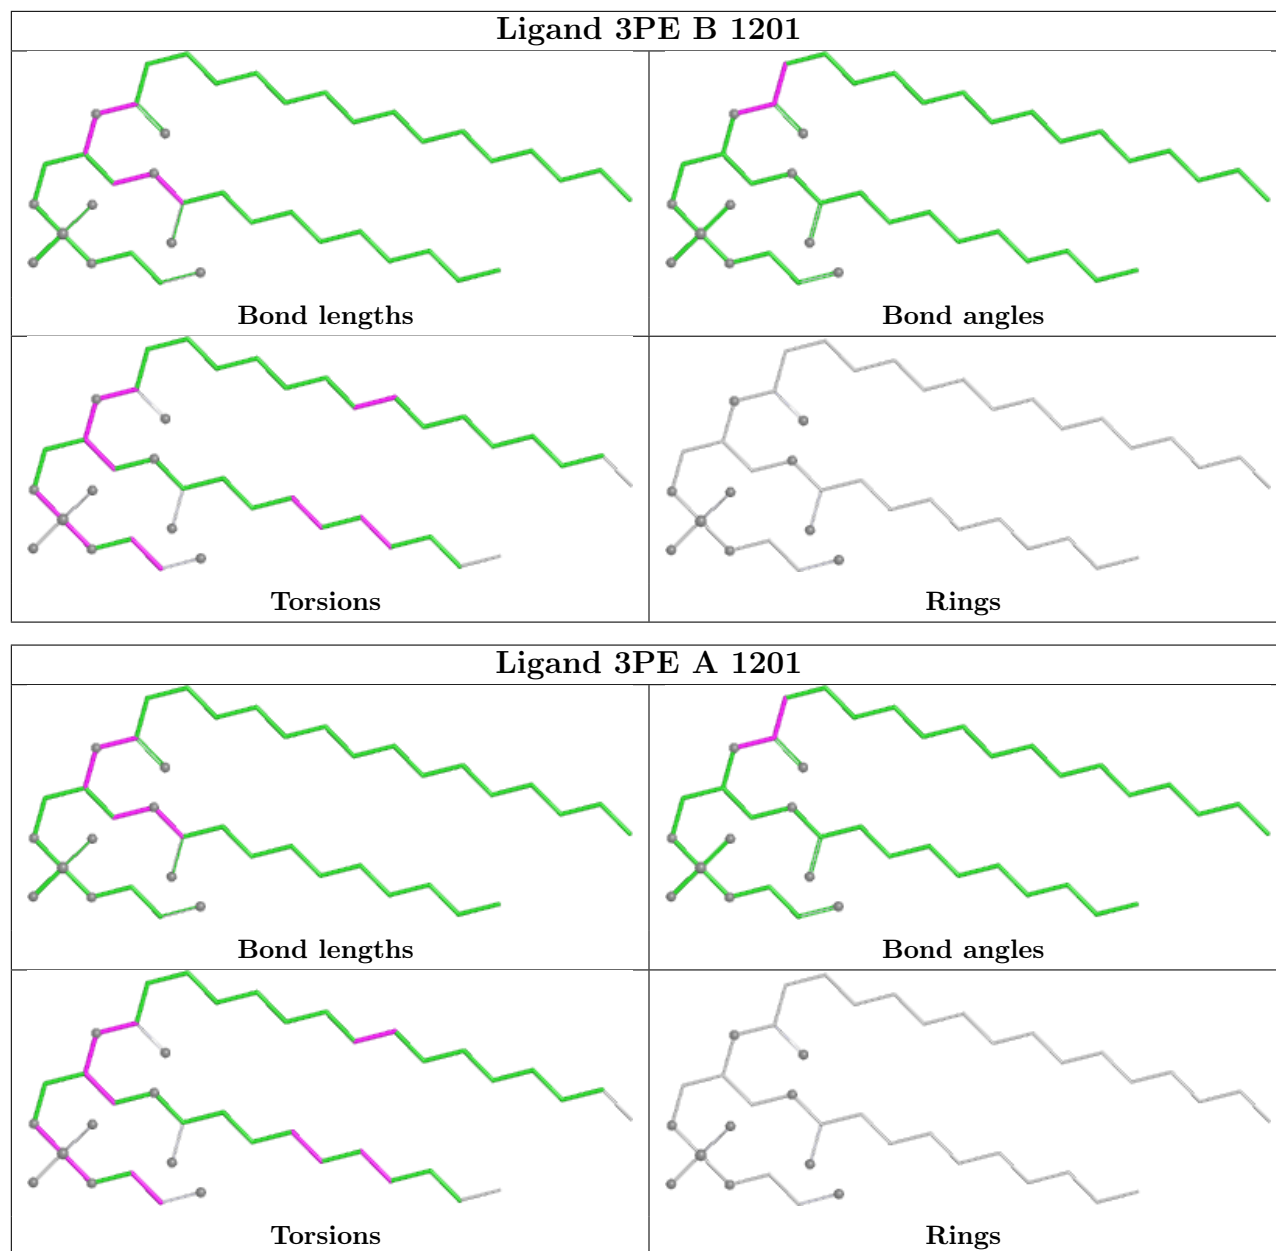 Ligand 3PE B 1201
Bond lengths
Bond angles
Torsions
Rings
Ligand 3PE A 1201
Bond lengths
Bond angles
Torsions
Rings